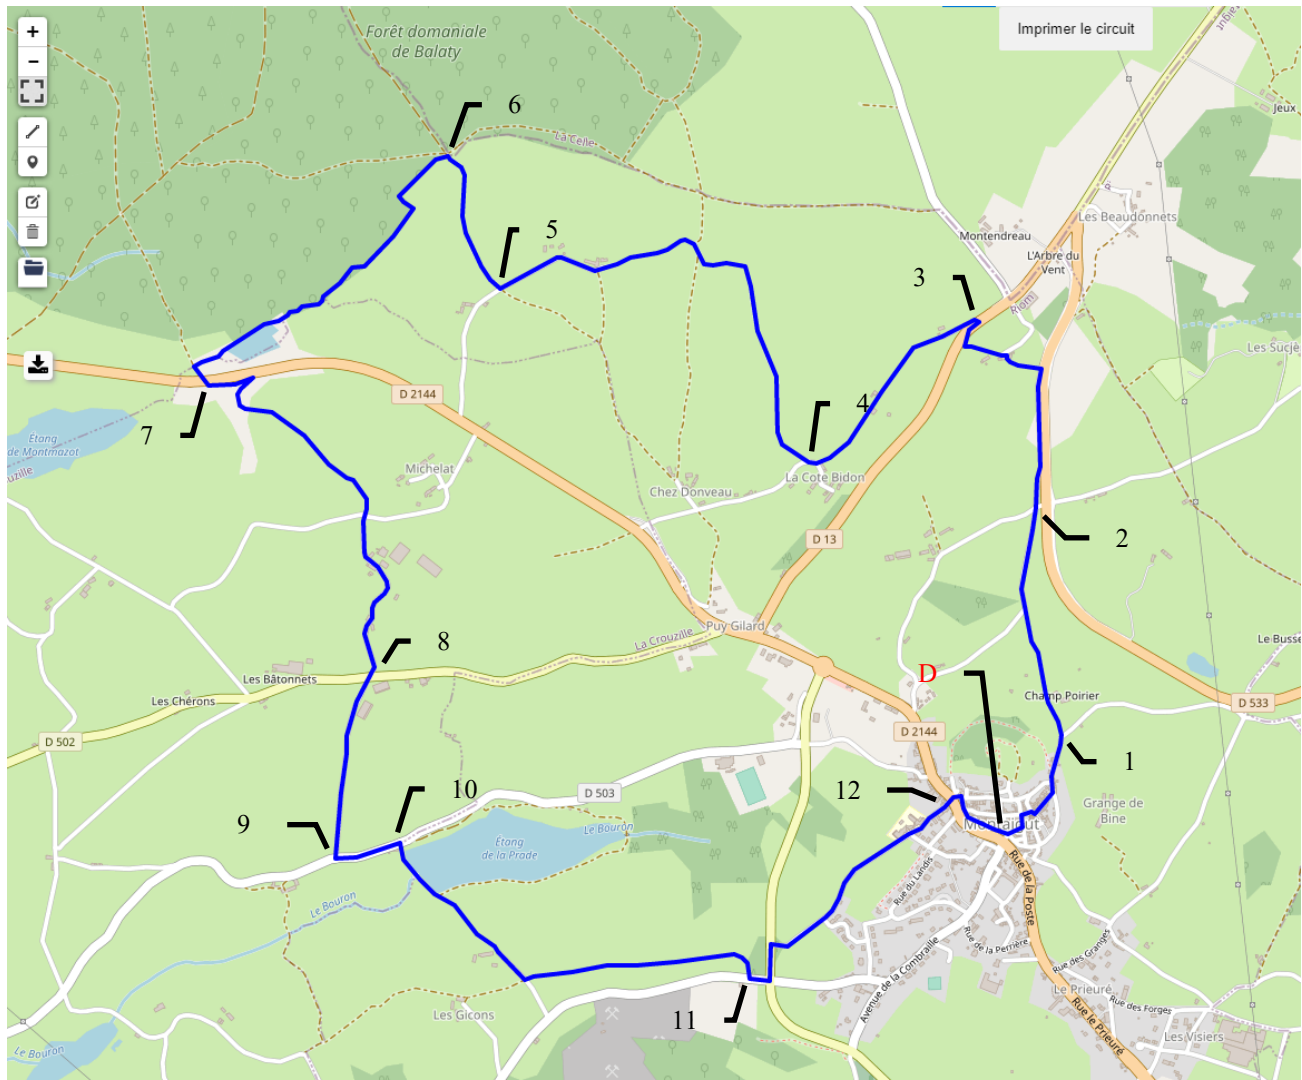 +
−
Imprimer le circuit
Forêt domaniale
de Balaty
aigut
6
La Celle
Jeux
Les Beaudonnets
Montendreau
5
L'Arbre du
Vent
3
Riom
Les Sucje
D 2144
4
7
Étang
de Montmazot
uzille
Michelat
La Cote Bidon
Chez Donveau
D 13
2
Puy Gilard
La Crouzille
8
Le Busse
Les Bâtonnets
D
Les Chérons
Champ Poirier
D 533
D 502
D 2144
1
10
D 503
12
Grange de
Bine
9
Montaigut
Le Bouron
Étang
de la Prade
Rue du Landis
Rue de la Poste
Le Bouron
Rue de la Perrière
Avenue de la Combraille
Rue des Granges
Le Prieuré
Rue des Forges
Les Gicons
11
Rue le Prieuré
Les Visiers
Le Bouron